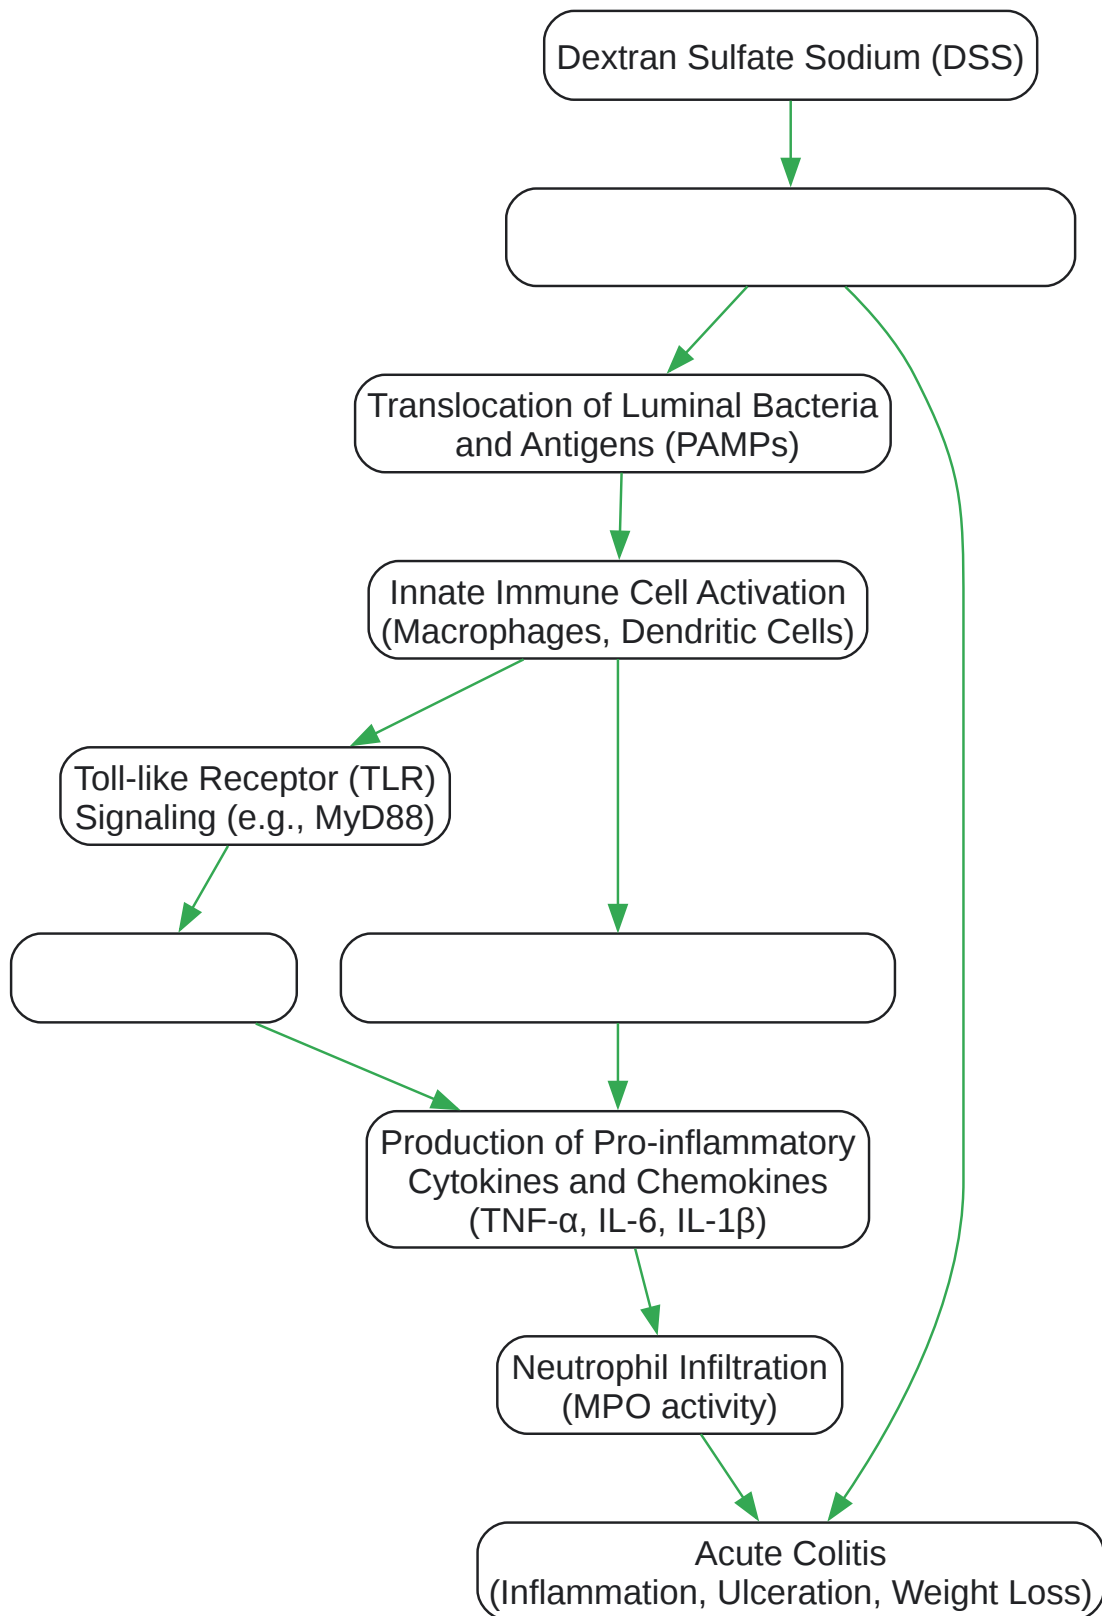 Dextran Sulfate Sodium (DSS)
Translocation of Luminal Bacteria
and Antigens (PAMPs)
Innate Immune Cell Activation
(Macrophages, Dendritic Cells)
Toll-like Receptor (TLR)
Signaling (e.g., MyD88)
Production of Pro-inflammatory
Cytokines and Chemokines
(TNF-α, IL-6, IL-1β)
Neutrophil Infiltration
(MPO activity)
Acute Colitis
(Inflammation, Ulceration, Weight Loss)